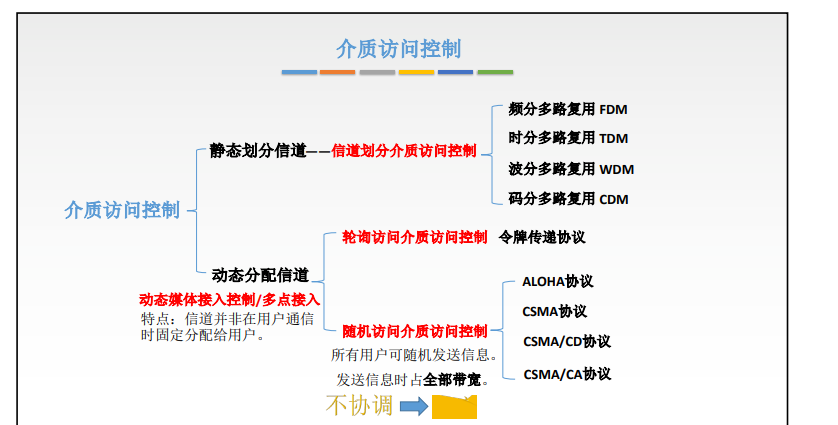 介质访问控制
静态划分信道——信道划分介质访问控制
频分多路复用 FDM
时分多路复用 TDM
波分多路复用 WDM
码分多路复用 CDM
介质访问控制
动态分配信道
动态媒体接入控制/多点接入
特点：信道并非在用户通信
时固定分配给用户。
轮询访问介质访问控制 令牌传递协议
随机访问介质访问控制
所有用户可随机发送信息。
发送信息时占全部带宽。
ALOHA协议
CSMA协议
CSMA/CD协议
CSMA/CA协议
不协调